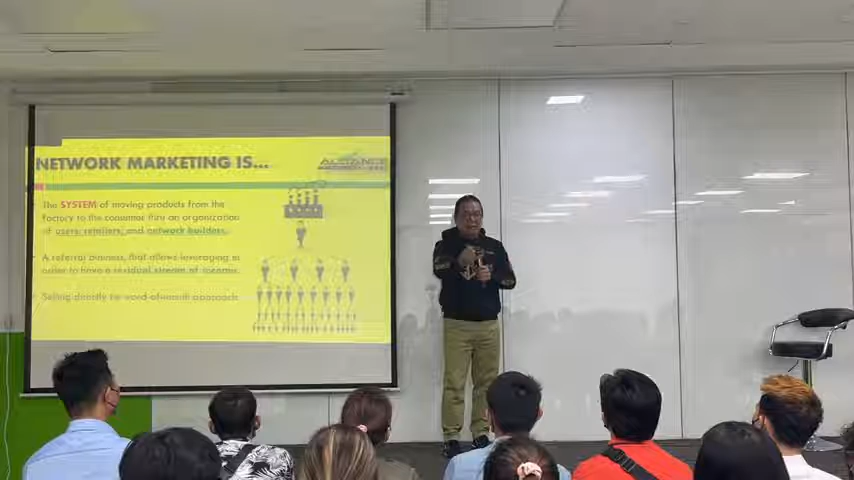 NETWORK MARKETING IS...
ALLIANCE
The SYSTEM of moving products from the
factory to the consumer thru an organization
of users, retailers, and network builders.
A referral business, that allows leveraging in
order to have a residual stream of income.
Selling directly for word-of-mouth approach